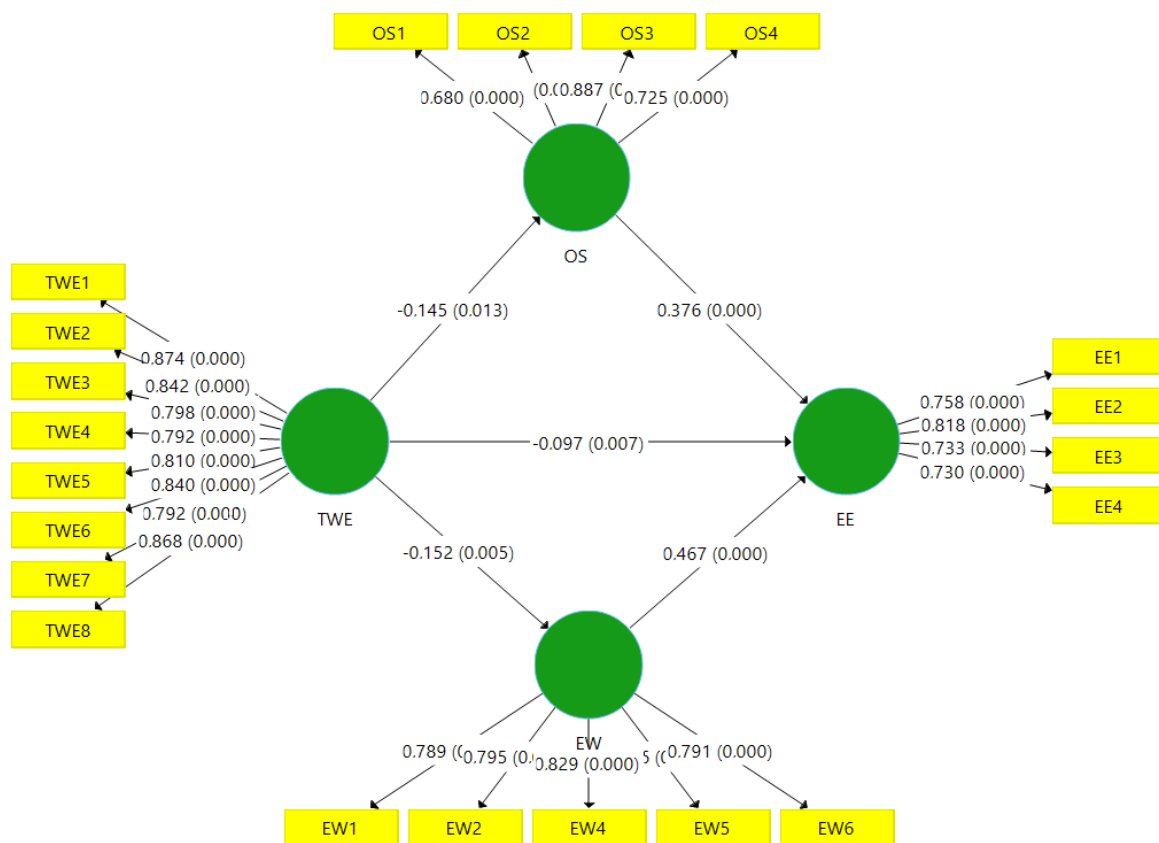 OS1
OS2
OS3
OS4
0.680 (0.000)
0.887
0.725 (0.000)
OS
-0.145 (0.013)
0.376 (0.000)
TWE1
TWE2
TWE3
TWE4
TWE5
TWE6
TWE7
TWE8
0.874 (0.000)
0.842 (0.000)
0.798 (0.000)
0.792 (0.000)
0.810 (0.000)
0.840 (0.000)
0.792 (0.000)
0.868 (0.000)
TWE
-0.097 (0.007)
EE
0.758 (0.000)
0.818 (0.000)
0.733 (0.000)
0.730 (0.000)
EE1
EE2
EE3
EE4
-0.152 (0.005)
0.467 (0.000)
EW
0.789
0.795
0.829 (0.000)
0.791 (0.000)
EW1
EW2
EW4
EW5
EW6